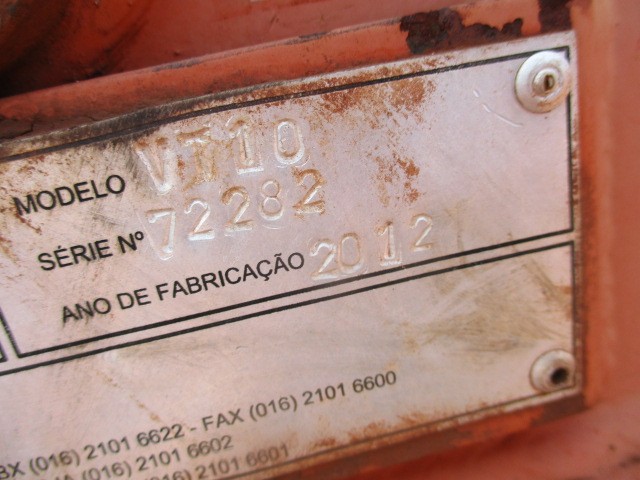 MODELO VT10
SÉRIE Nº 72282
ANO DE FABRICAÇÃO 2012
(016) 2101 6622 - FAX (016) 2101 6600
(016) 2101 6602
(016) 2101 6601